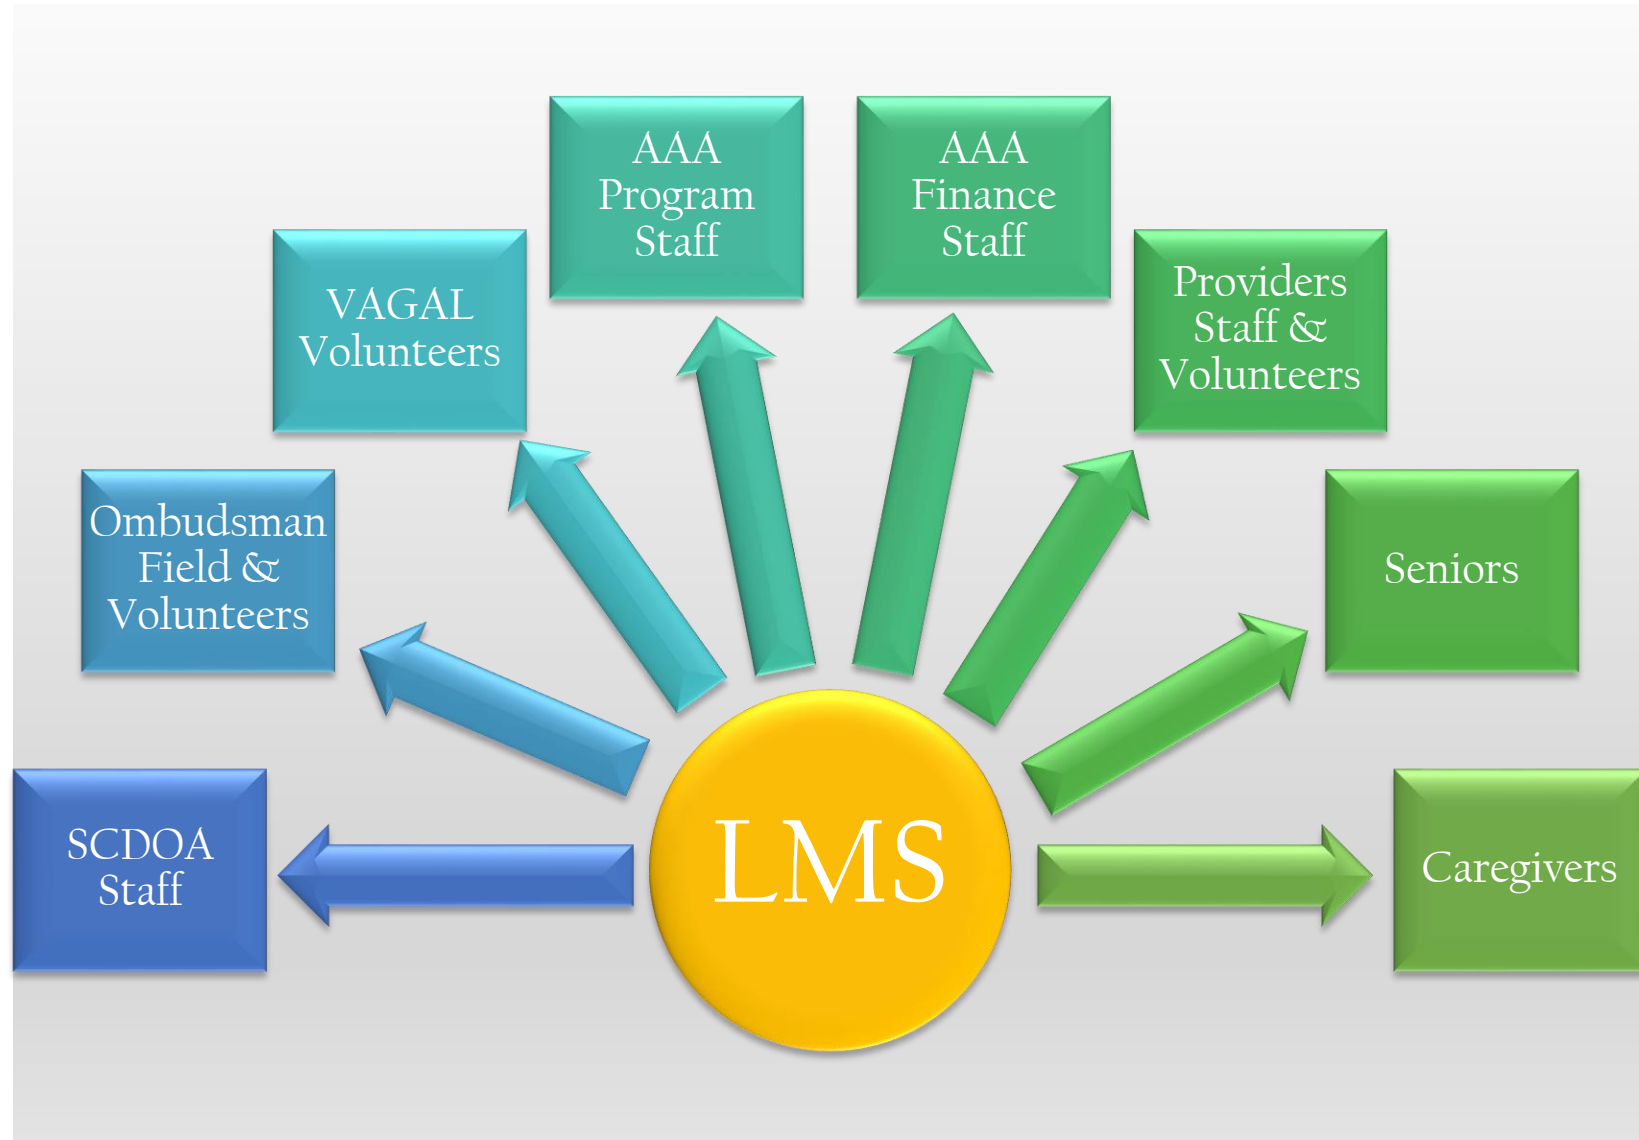 AAA
Program
Staff
AAA
Finance
Staff
VAGAL
Volunteers
Providers
Staff &
Volunteers
Ombudsman
Field &
Volunteers
Seniors
SCDOA
Staff
LMS
Caregivers